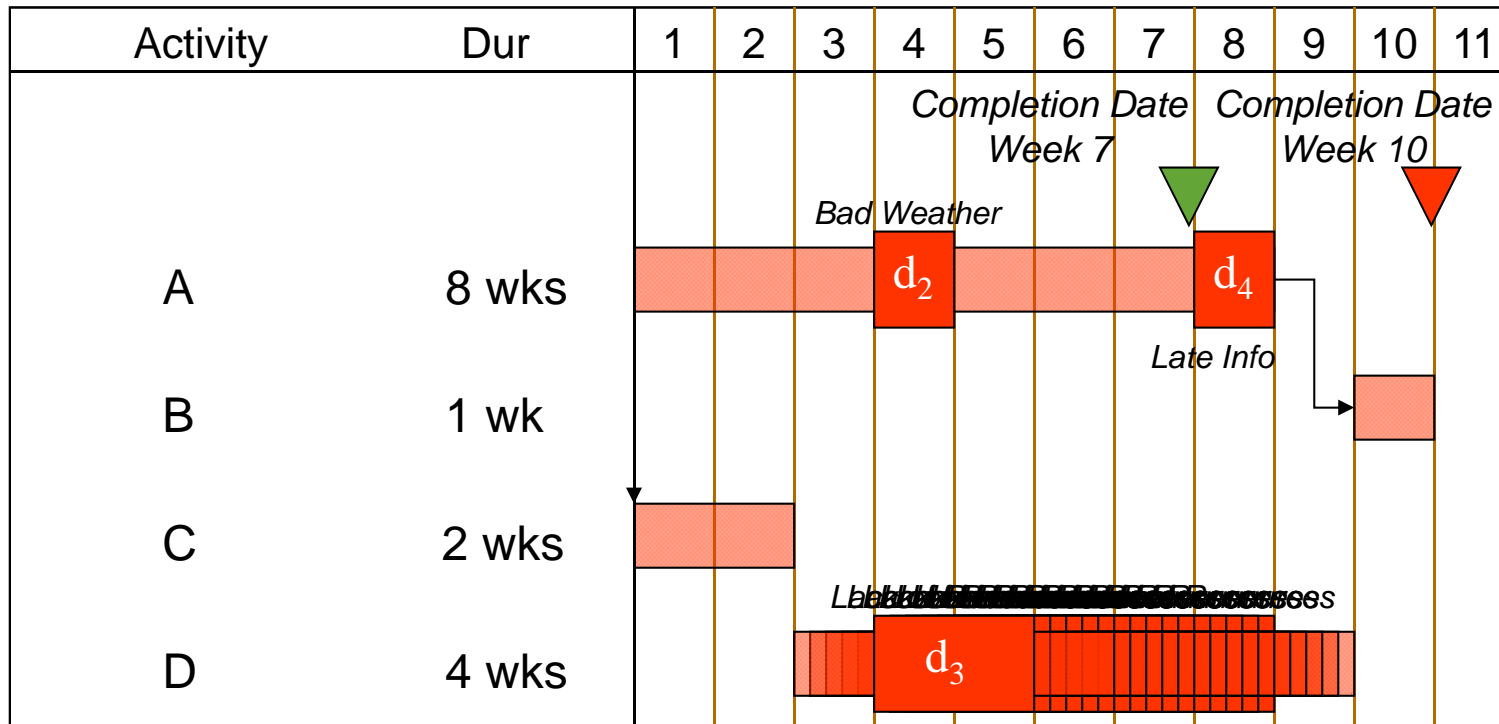 Activity Dur 1 2 3 4 5 6 7 8 9 10 11
Completion Date
Week 7
Completion Date
Week 10
Bad Weather
A 8 wks d2 d4
Late Info
B 1 wk
C 2 wks
D 4 wks d3